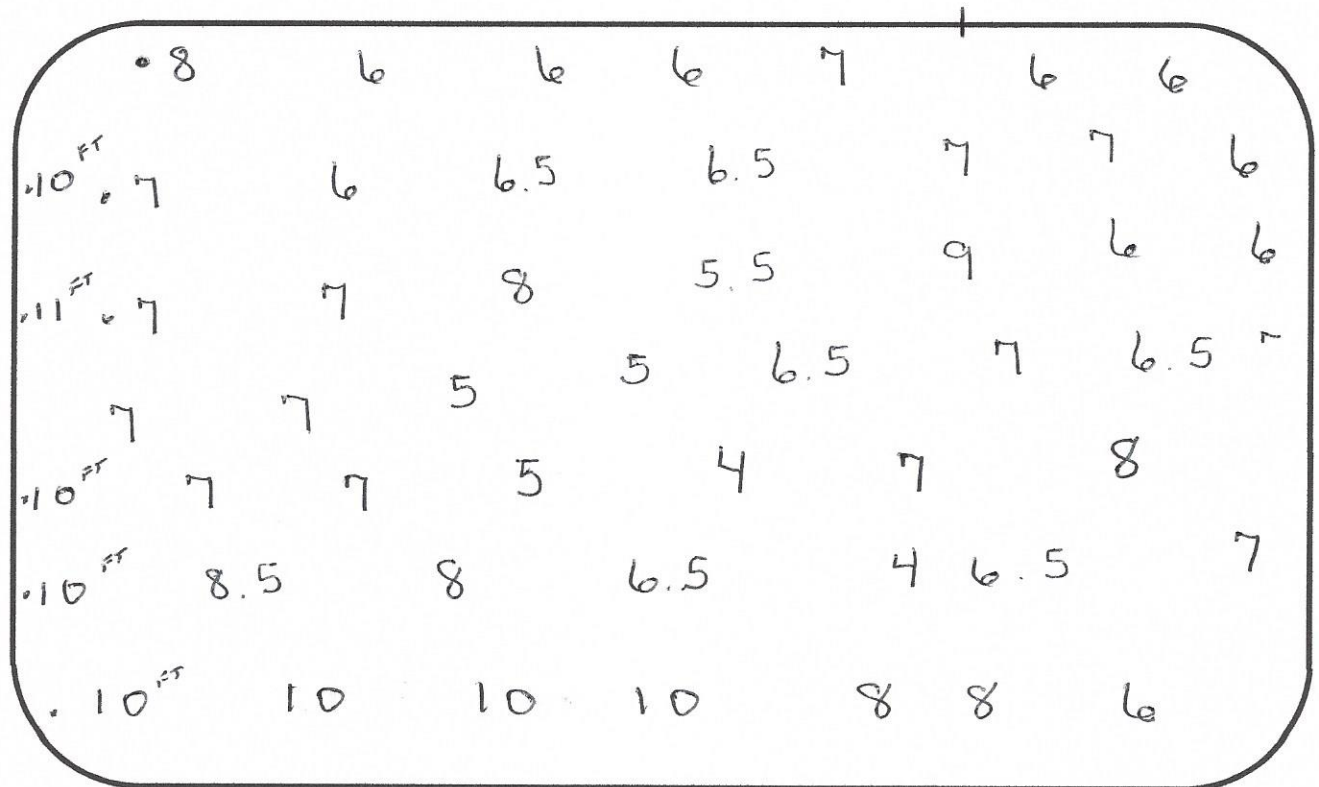 • 8 6 6 6 7 6 6
.10 FT . 7 6 6.5 6.5 7 7 6
.11 FT . 7 7 8 5.5 9 6 6
7 7 5 5 6.5 7 6.5
.10 FT 7 7 5 4 7 8
.10 FT 8.5 8 6.5 4 6.5 7
. 10 FT 10 10 10 8 8 6